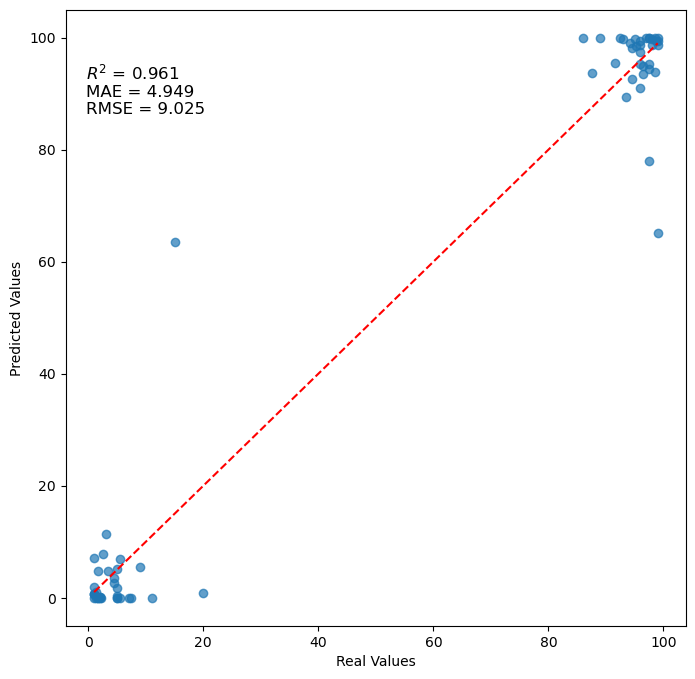 100
R² = 0.961
MAE = 4.949
RMSE = 9.025
80
60
Predicted Values
40
20
0
0 20 40 60 80 100
Real Values